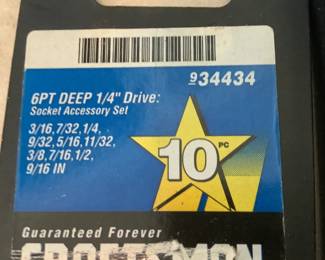 934434
6PT DEEP 1/4" Drive:
Socket Accessory Set
3/16,7/32,1/4,
9/32,5/16,11/32,
3/8,7/16,1/2,
9/16 IN
10 PC
Guaranteed Forever
CRAFTSMAN